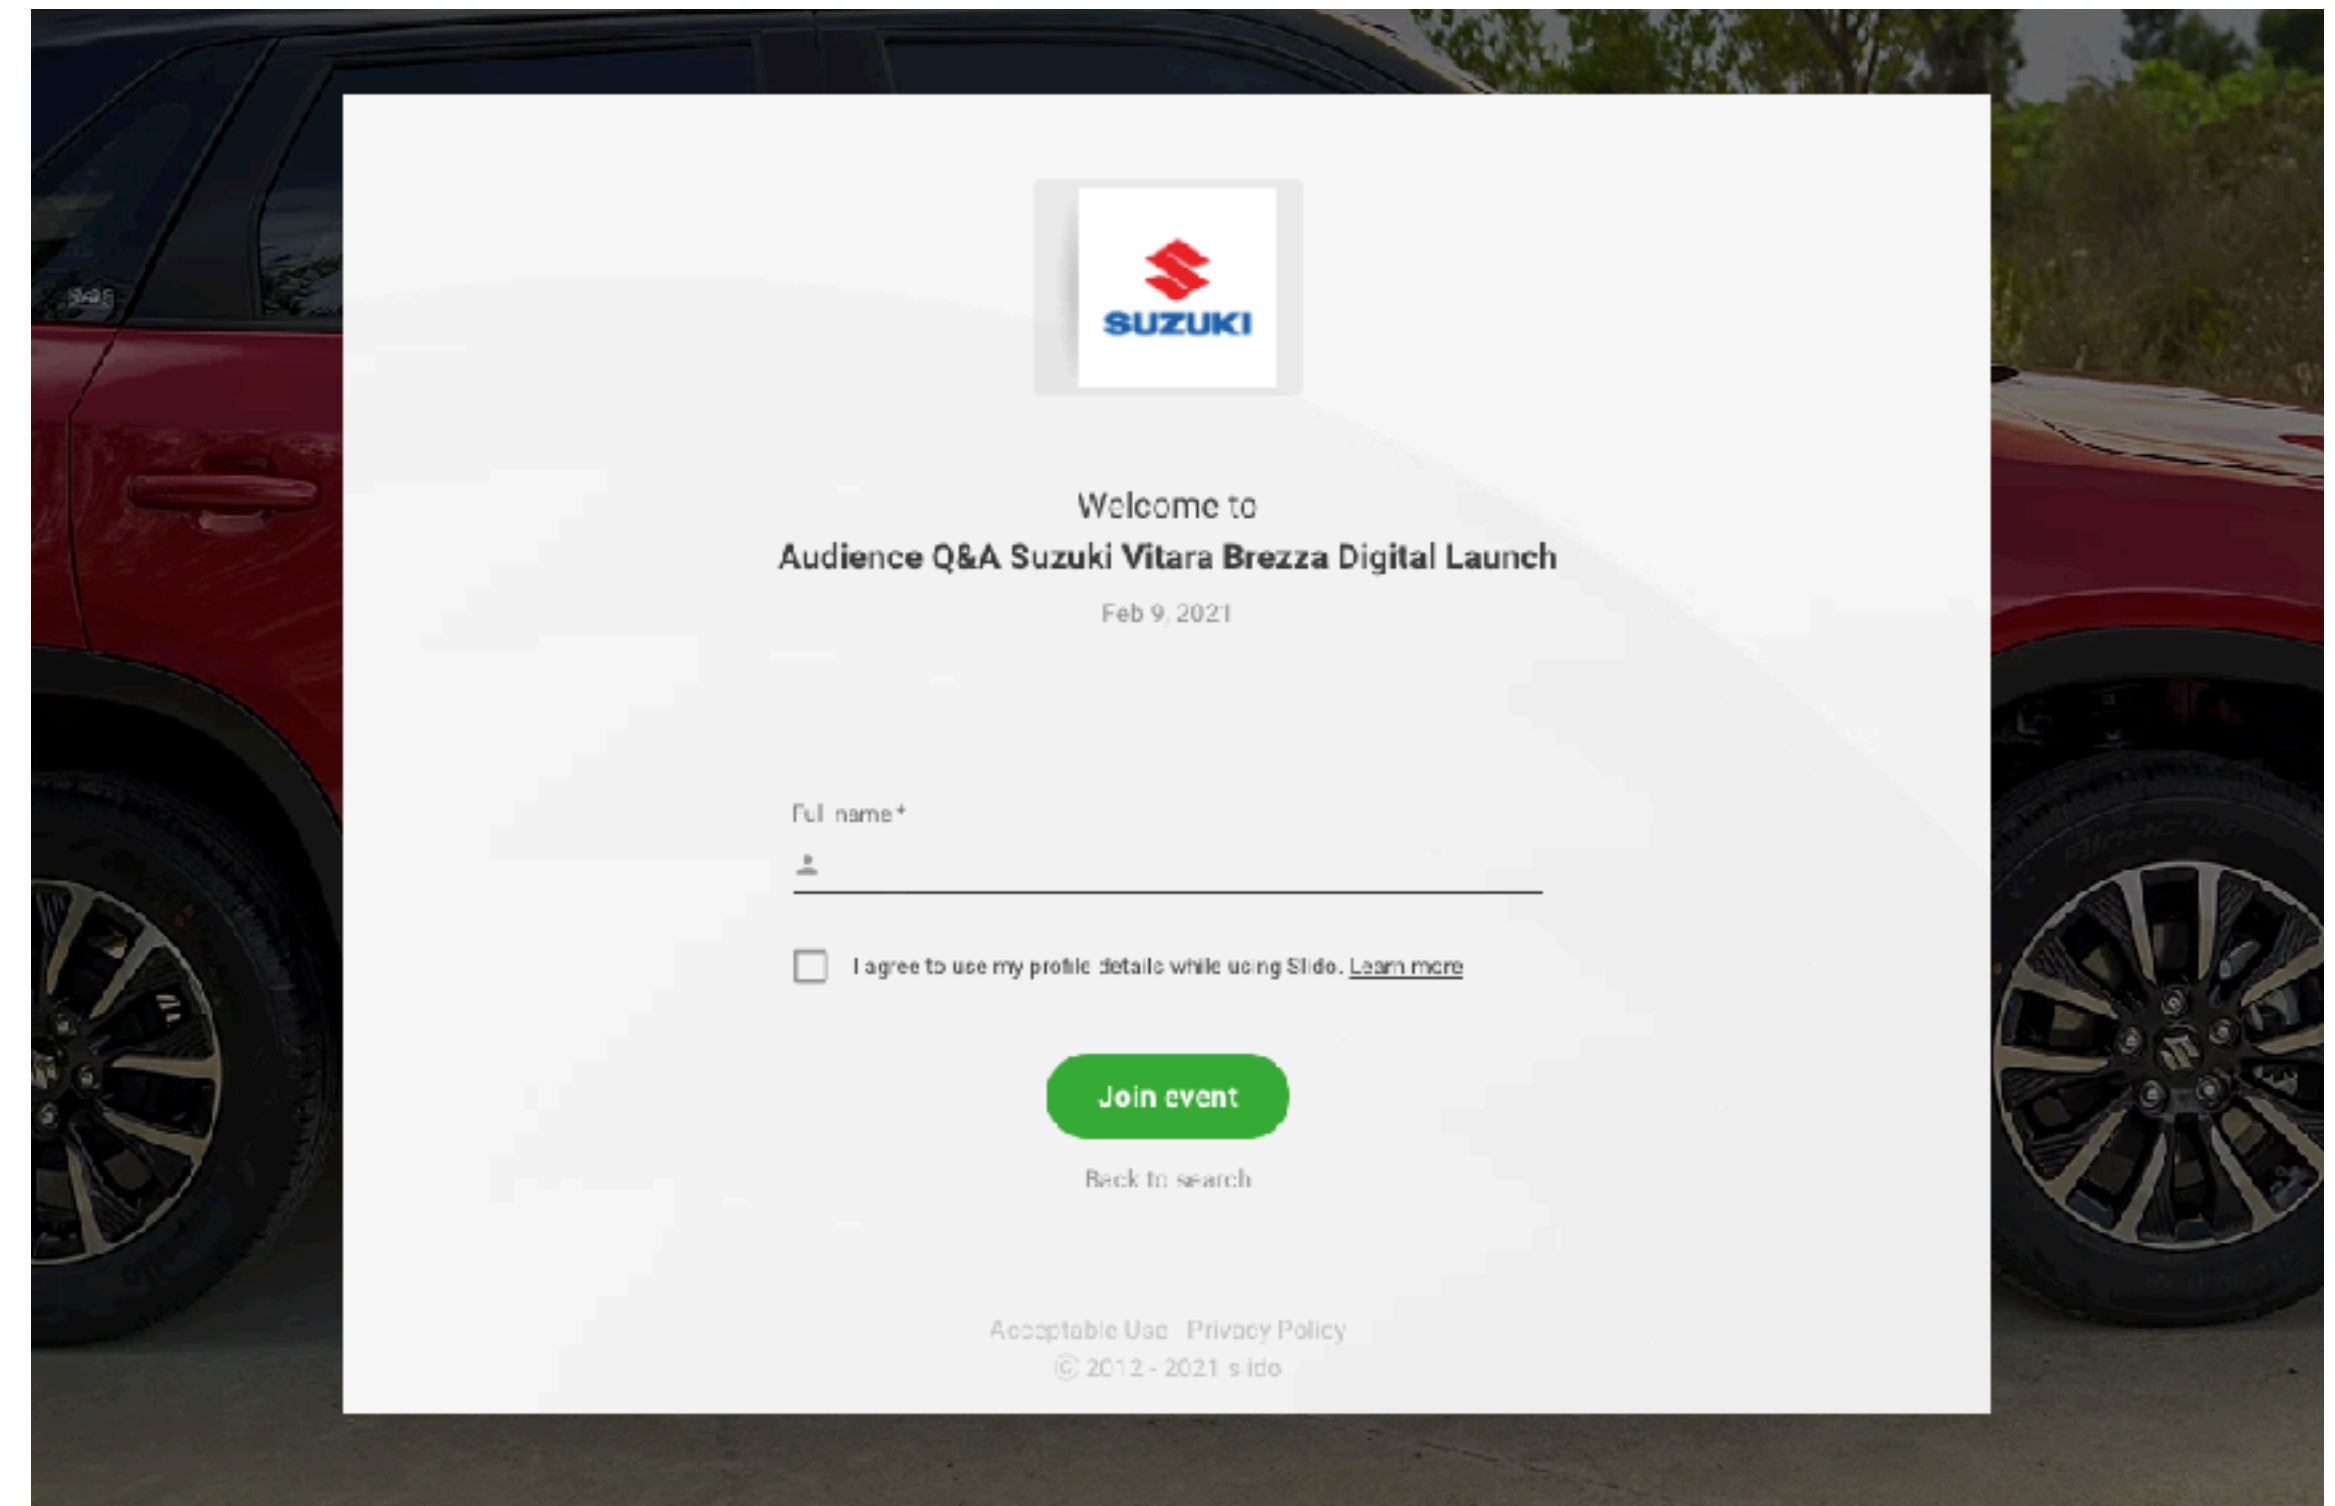 SUZUKI
Welcome to
Audience Q&A Suzuki Vitara Brezza Digital Launch
Feb 9, 2021
Full name*
I agree to use my profile details while using Slido. Learn more
Join event
Back to search
Acceptable Use - Privacy Policy
© 2012 - 2021 slido